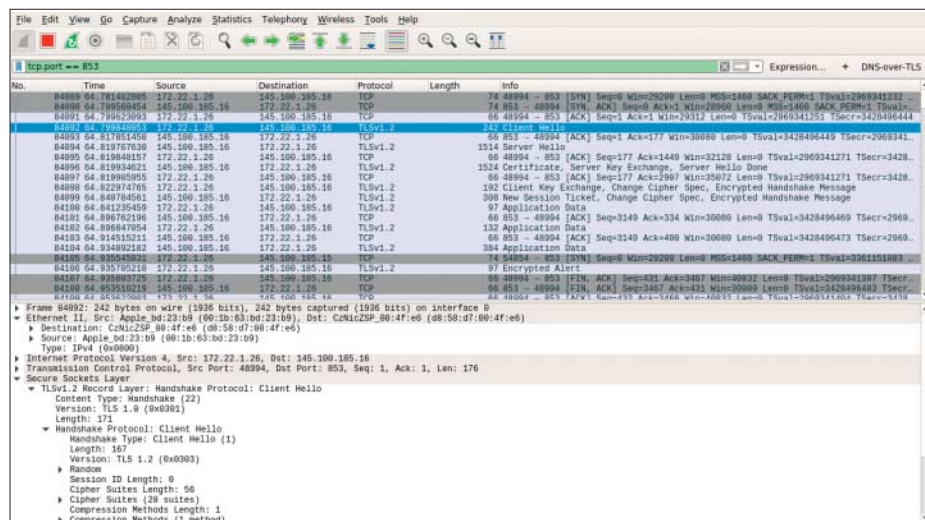 File Edit View Go Capture Analyze Statistics Telephony Wireless Tools Help
tcp.port == 853 Expression... + DNS-over-TLS
No. Time Source Destination Protocol Length Info
84089 64.781402085 172.22.1.26 145.100.185.16 TCP 74 48994 → 853 [SYN] Seq=0 Win=29200 Len=0 MSS=1460 SACK_PERM=1
84090 64.799569454 145.100.185.16 172.22.1.26 TCP 74 853 → 48994 [SYN, ACK] Seq=0 Ack=1 Win=28960 Len=0 MSS=1460 SACK_PERM=1
84091 64.799623093 172.22.1.26 145.100.185.16 TCP 66 48994 → 853 [ACK] Seq=1 Ack=1 Win=29312 Len=0 TSval=2969341251 TSecr=3428496444
84092 64.799848053 172.22.1.26 145.100.185.16 TLSv1.2 242 Client Hello
84093 64.817851450 145.100.185.16 172.22.1.26 TCP 66 853 → 48994 [ACK] Seq=1 Ack=177 Win=30080 Len=0 TSval=3428496449 TSecr=2969341...
84094 64.819767630 145.100.185.16 172.22.1.26 TLSv1.2 1514 Server Hello
84095 64.819848157 172.22.1.26 145.100.185.16 TCP 66 48994 → 853 [ACK] Seq=177 Ack=1449 Win=32128 Len=0 TSval=2969341271 TSecr=3428...
84096 64.819934621 145.100.185.16 172.22.1.26 TLSv1.2 1524 Certificate, Server Key Exchange, Server Hello Done
84097 64.819985955 172.22.1.26 145.100.185.16 TCP 66 48994 → 853 [ACK] Seq=177 Ack=2907 Win=35072 Len=0 TSval=2969341271 TSecr=3428...
84098 64.822974765 172.22.1.26 145.100.185.16 TLSv1.2 192 Client Key Exchange, Change Cipher Spec, Encrypted Handshake Message
84099 64.840784561 145.100.185.16 172.22.1.26 TLSv1.2 308 New Session Ticket, Change Cipher Spec, Encrypted Handshake Message
84100 64.841235459 172.22.1.26 145.100.185.16 TLSv1.2 97 Application Data
84101 64.896762196 145.100.185.16 172.22.1.26 TCP 66 853 → 48994 [ACK] Seq=3149 Ack=334 Win=30080 Len=0 TSval=3428496469 TSecr=2969...
84102 64.896847054 172.22.1.26 145.100.185.16 TLSv1.2 132 Application Data
84103 64.914515211 145.100.185.16 172.22.1.26 TCP 66 853 → 48994 [ACK] Seq=3149 Ack=400 Win=30080 Len=0 TSval=3428496473 TSecr=2969...
84104 64.934892182 145.100.185.16 172.22.1.26 TLSv1.2 384 Application Data
84105 64.935545031 172.22.1.26 145.100.185.15 TCP 74 54854 → 853 [SYN] Seq=0 Win=29200 Len=0 MSS=1460 SACK_PERM=1
84106 64.935705210 172.22.1.26 145.100.185.16 TLSv1.2 97 Encrypted Alert
84107 64.935803725 172.22.1.26 145.100.185.16 TCP 66 48994 → 853 [FIN, ACK] Seq=431 Ack=3467 Win=40832 Len=0 TSval=2969341387
84108 64.953510219 145.100.185.16 172.22.1.26 TCP 66 853 → 48994 [FIN, ACK] Seq=3467 Ack=431 Win=30080 Len=0 TSval=3428496483
Frame 84092: 242 bytes on wire (1936 bits), 242 bytes captured (1936 bits) on interface 0
Ethernet II, Src: Apple_bd:23:b9 (00:1b:63:bd:23:b9), Dst: CzNicZSP_00:4f:e6 (d8:58:d7:00:4f:e6)
Destination: CzNicZSP_00:4f:e6 (d8:58:d7:00:4f:e6)
Source: Apple_bd:23:b9 (00:1b:63:bd:23:b9)
Type: IPv4 (0x0800)
Internet Protocol Version 4, Src: 172.22.1.26, Dst: 145.100.185.16
Transmission Control Protocol, Src Port: 48994, Dst Port: 853, Seq: 1, Ack: 1, Len: 176
Secure Sockets Layer
TLSv1.2 Record Layer: Handshake Protocol: Client Hello
Content Type: Handshake (22)
Version: TLS 1.0 (0x0301)
Length: 171
Handshake Protocol: Client Hello
Handshake Type: Client Hello (1)
Length: 167
Version: TLS 1.2 (0x0303)
Random
Session ID Length: 0
Cipher Suites Length: 56
Cipher Suites (28 suites)
Compression Methods Length: 1
Compression Methods (1 method)